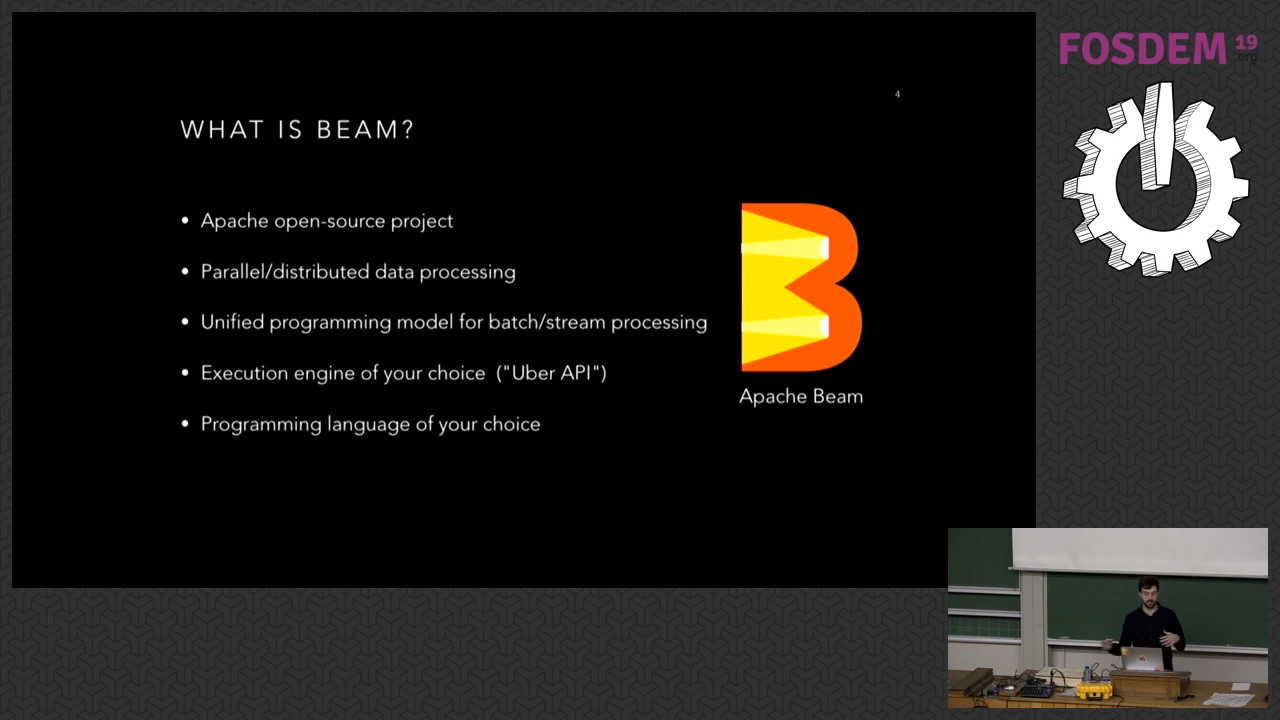 FOSDEM 19
.org
4
WHAT IS BEAM?
• Apache open-source project
• Parallel/distributed data processing
• Unified programming model for batch/stream processing
• Execution engine of your choice ("Uber API")
• Programming language of your choice
Apache Beam